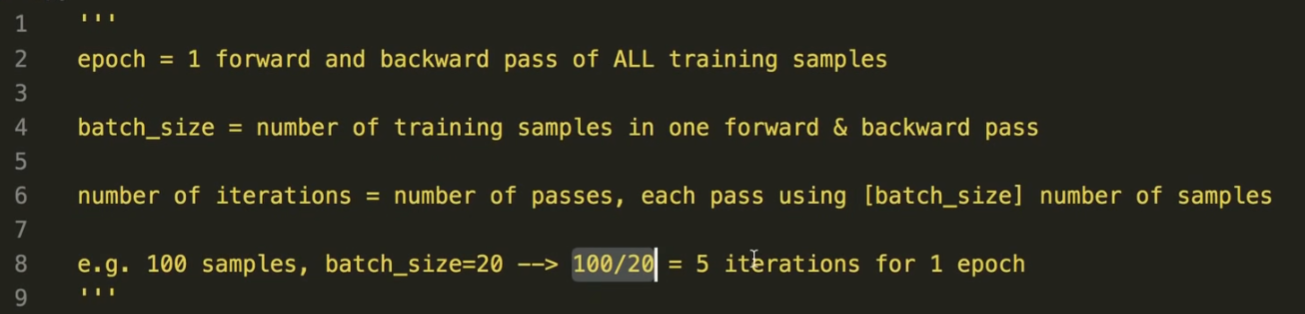 1 '''
2 epoch = 1 forward and backward pass of ALL training samples
3
4 batch_size = number of training samples in one forward & backward pass
5
6 number of iterations = number of passes, each pass using [batch_size] number of samples
7
8 e.g. 100 samples, batch_size=20 --> 100/20 = 5 iterations for 1 epoch
9 '''